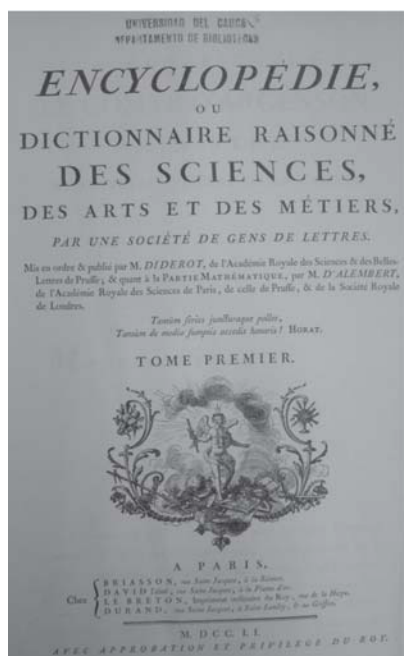 UNIVERSIDAD DEL CAUCA
DEPARTAMENTO DE BIBLIOTECAS
ENCYCLOPÉDIE,
OU
DICTIONNAIRE RAISONNÉ
DES SCIENCES,
DES ARTS ET DES MÉTIERS,
PAR UNE SOCIÉTÉ DE GENS DE LETTRES.
Mis en ordre & publié par M. DIDEROT, de l'Académie Royale des Sciences & des Belles-
Lettres de Prusse; & quant à la PARTIE MATHÉMATIQUE, par M. D'ALEMBERT,
de l'Académie Royale des Sciences de Paris, de celle de Prusse, & de la Société Royale
de Londres.
Tantùm series juncturaque pollet,
Tantùm de medio sumptis accedit honoris! HORAT.
TOME PREMIER.
A PARIS,
Chez
BRIASSON, rue Saint Jacques, à la Science.
DAVID l'aîné, rue Saint Jacques, à la Plume d'or.
LE BRETON, Imprimeur ordinaire du Roy, rue de la Harpe.
DURAND, rue Saint Jacques, à Saint Landry, & au Griffon.
M. DCC. LI.
AVEC APPROBATION ET PRIVILEGE DU ROY.